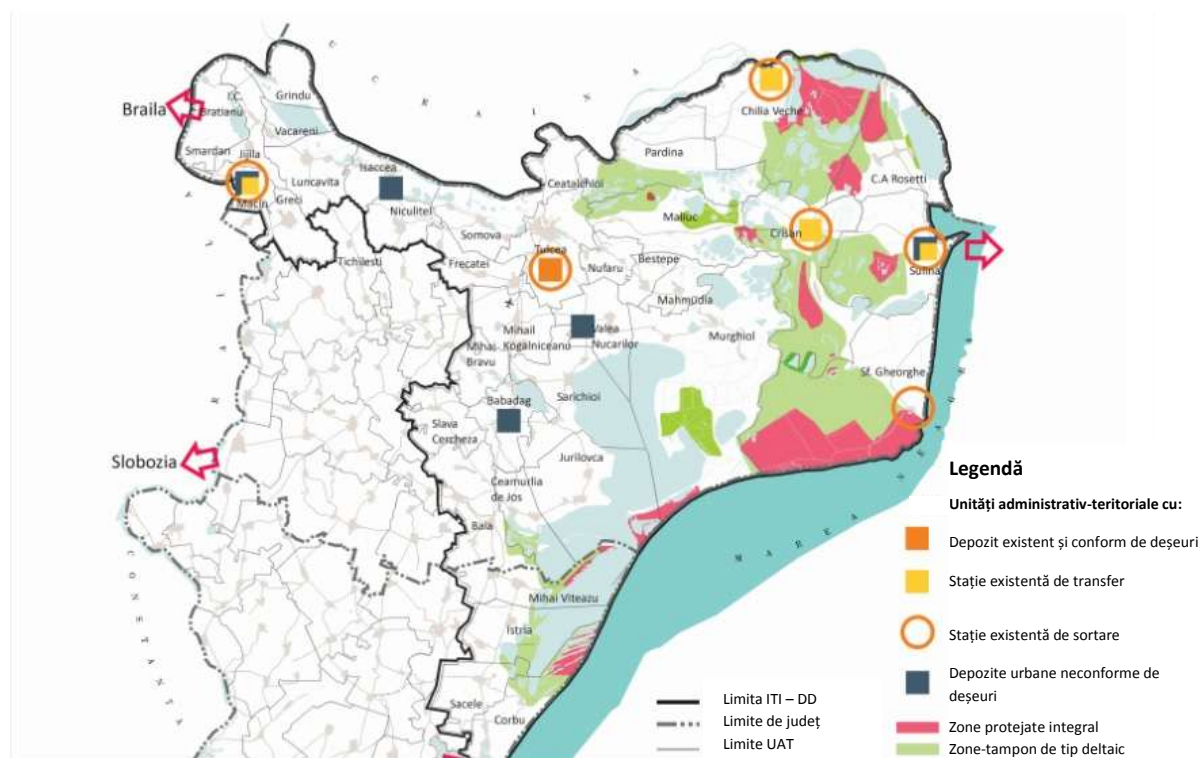 U C R A I N A
Braila
I.C.
Bratianu
Grindu
Vacareni
Smardan
Jijila
Isaccea
Luncavita
Macin
Greci
Niculitel
Chilia Veche
Pardina
Ceatalchioi
C.A Rosetti
Maliuc
Crisan
Somova
Tulcea
Tichilesti
Frecatei
Nufaru
Bestepe
Sulina
Mahmudia
Mihail
Kogalniceanu
Valea
Nucarilor
Mihai
Bravu
Murghiol
Sf. Gheorghe
Babadag
Sarichioi
Slava
Cercheza
Slobozia
Jurilovca
Ceamurlia
de Jos
Baia
M A R E A N E A G R
Mihai Viteazu
Istria
C O N S T A N T A
Sacele
Corbu
Legendă
Unități administrativ-teritoriale cu:
Depozit existent și conform de deșeuri
Stație existentă de transfer
Stație existentă de sortare
Depozite urbane neconforme de
deșeuri
Zone protejate integral
Zone-tampon de tip deltaic
Limita ITI – DD
Limite de județ
Limite UAT